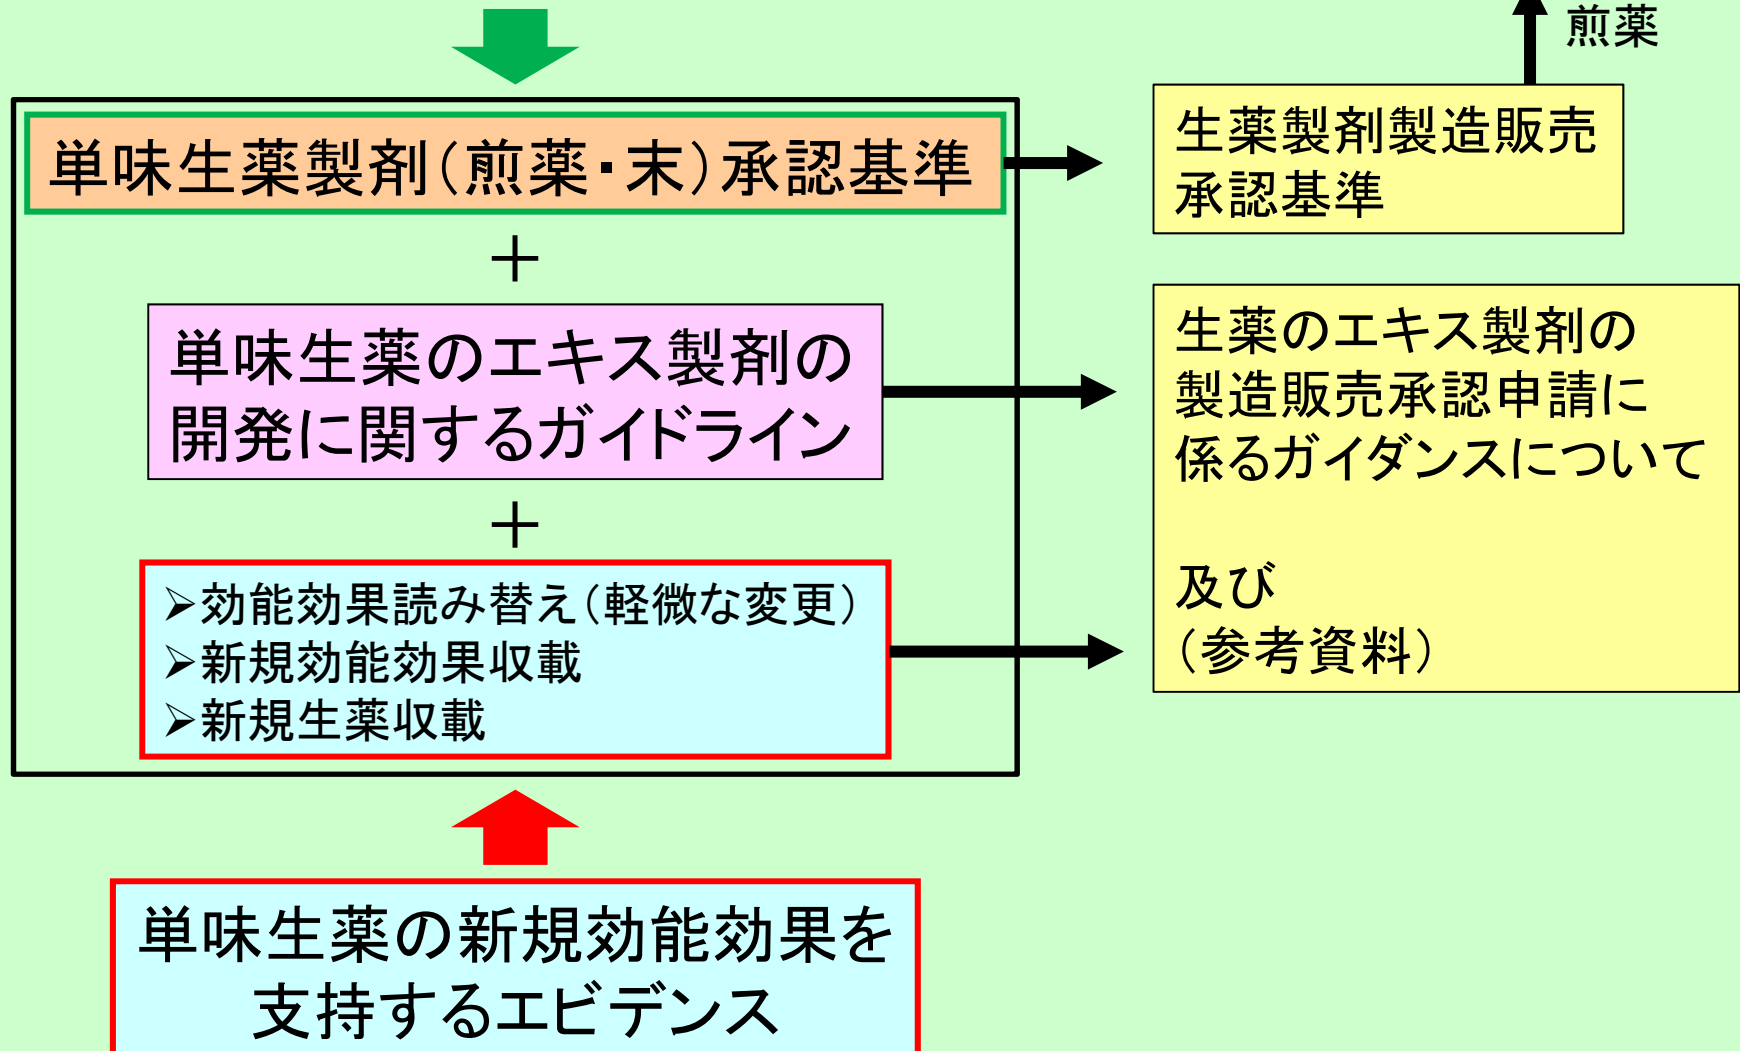 煎薬
単味生薬製剤（煎薬・末）承認基準
生薬製剤製造販売
承認基準
＋
単味生薬のエキス製剤の
開発に関するガイドライン
生薬のエキス製剤の
製造販売承認申請に
係るガイダンスについて
及び
（参考資料）
＋
➢効能効果読み替え（軽微な変更）
➢新規効能効果収載
➢新規生薬収載
単味生薬の新規効能効果を
支持するエビデンス